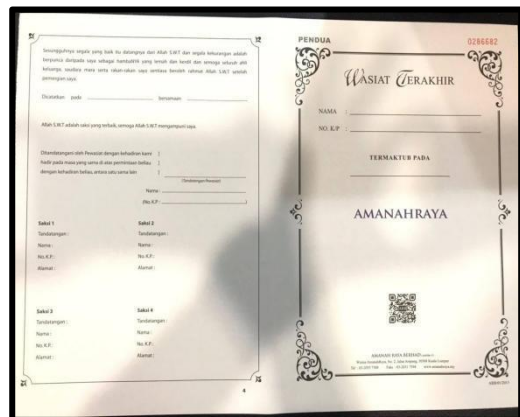 Sesungguhnya segala yang baik itu datangnya dari Allah S.W.T dan segala kekurangan adalah
berpunca daripada saya sebagai hambaMU yang lemah dan kerdil dan semoga seluruh ahli
keluarga, saudara mara serta rakan-rakan saya sentiasa beroleh rahmat Allah S.W.T setelah
pemergian saya.
Dicatatkan pada bersamaan
Allah S.W.T adalah saksi yang terbaik, semoga Allah S.W.T mengampuni saya.
Ditandatangani oleh Pewasiat dengan kehadiran kami ]
hadir pada masa yang sama di atas permintaan beliau ]
dengan kehadiran beliau, antara satu sama lain ]
(Tandatangan Pewasiat)
Nama :
(No. K.P :
Saksi 1 Saksi 2
Tandatangan : Tandatangan :
Nama : Nama :
No. K.P : No. K.P :
Alamat : Alamat :
Saksi 3 Saksi 4
Tandatangan : Tandatangan :
Nama : Nama :
No. K.P : No. K.P :
Alamat : Alamat :
4
PENDUA
0286682
WASIAT TERAKHIR
NAMA :
NO. K/P :
TERMAKTUB PADA
AMANAHRAYA
AMANAH RAYA BERHAD